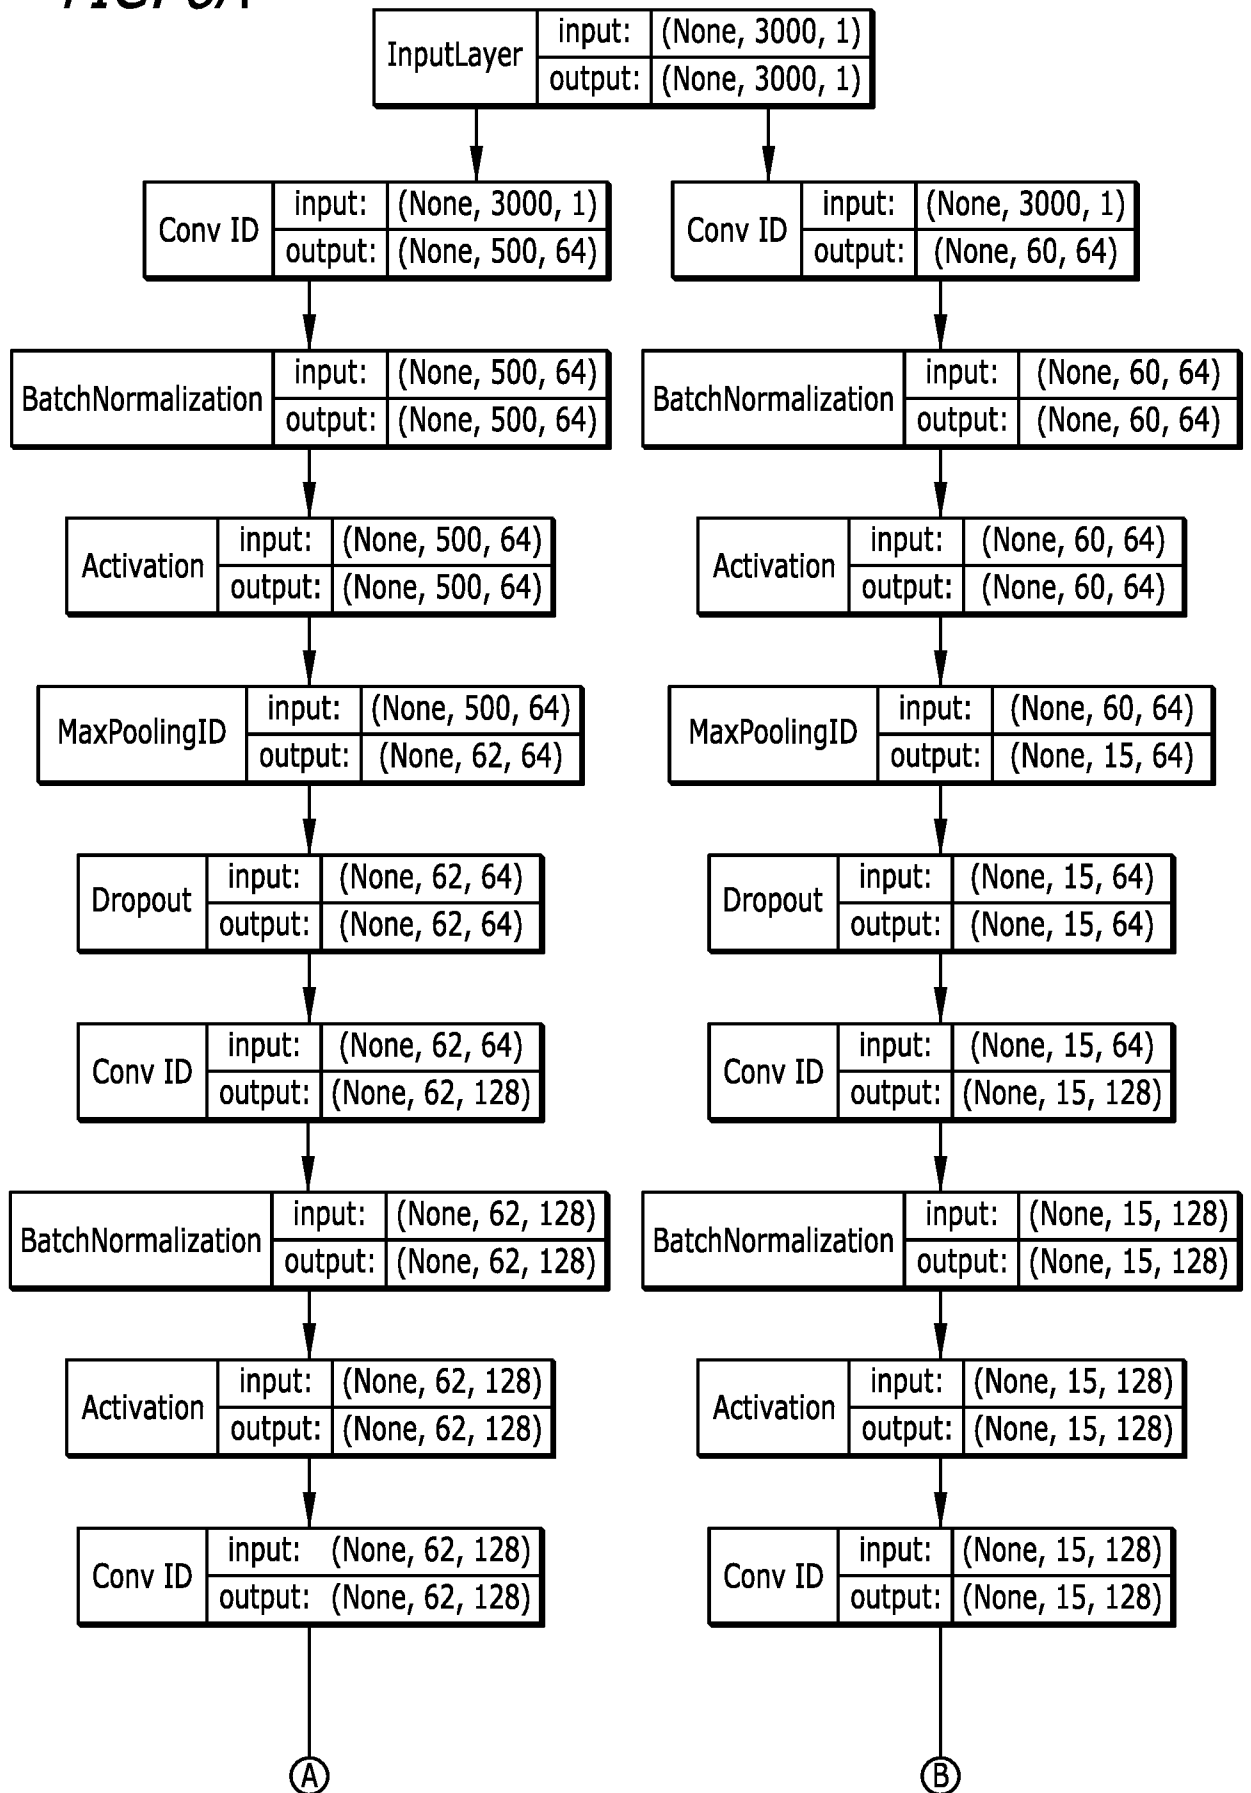 InputLayer input: (None, 3000, 1)
output: (None, 3000, 1)
Conv ID input: (None, 3000, 1)
output: (None, 500, 64)
BatchNormalization input: (None, 500, 64)
output: (None, 500, 64)
Activation input: (None, 500, 64)
output: (None, 500, 64)
MaxPoolingID input: (None, 500, 64)
output: (None, 62, 64)
Dropout input: (None, 62, 64)
output: (None, 62, 64)
Conv ID input: (None, 62, 64)
output: (None, 62, 128)
BatchNormalization input: (None, 62, 128)
output: (None, 62, 128)
Activation input: (None, 62, 128)
output: (None, 62, 128)
Conv ID input: (None, 62, 128)
output: (None, 62, 128)
A
Conv ID input: (None, 3000, 1)
output: (None, 60, 64)
BatchNormalization input: (None, 60, 64)
output: (None, 60, 64)
Activation input: (None, 60, 64)
output: (None, 60, 64)
MaxPoolingID input: (None, 60, 64)
output: (None, 15, 64)
Dropout input: (None, 15, 64)
output: (None, 15, 64)
Conv ID input: (None, 15, 64)
output: (None, 15, 128)
BatchNormalization input: (None, 15, 128)
output: (None, 15, 128)
Activation input: (None, 15, 128)
output: (None, 15, 128)
Conv ID input: (None, 15, 128)
output: (None, 15, 128)
B